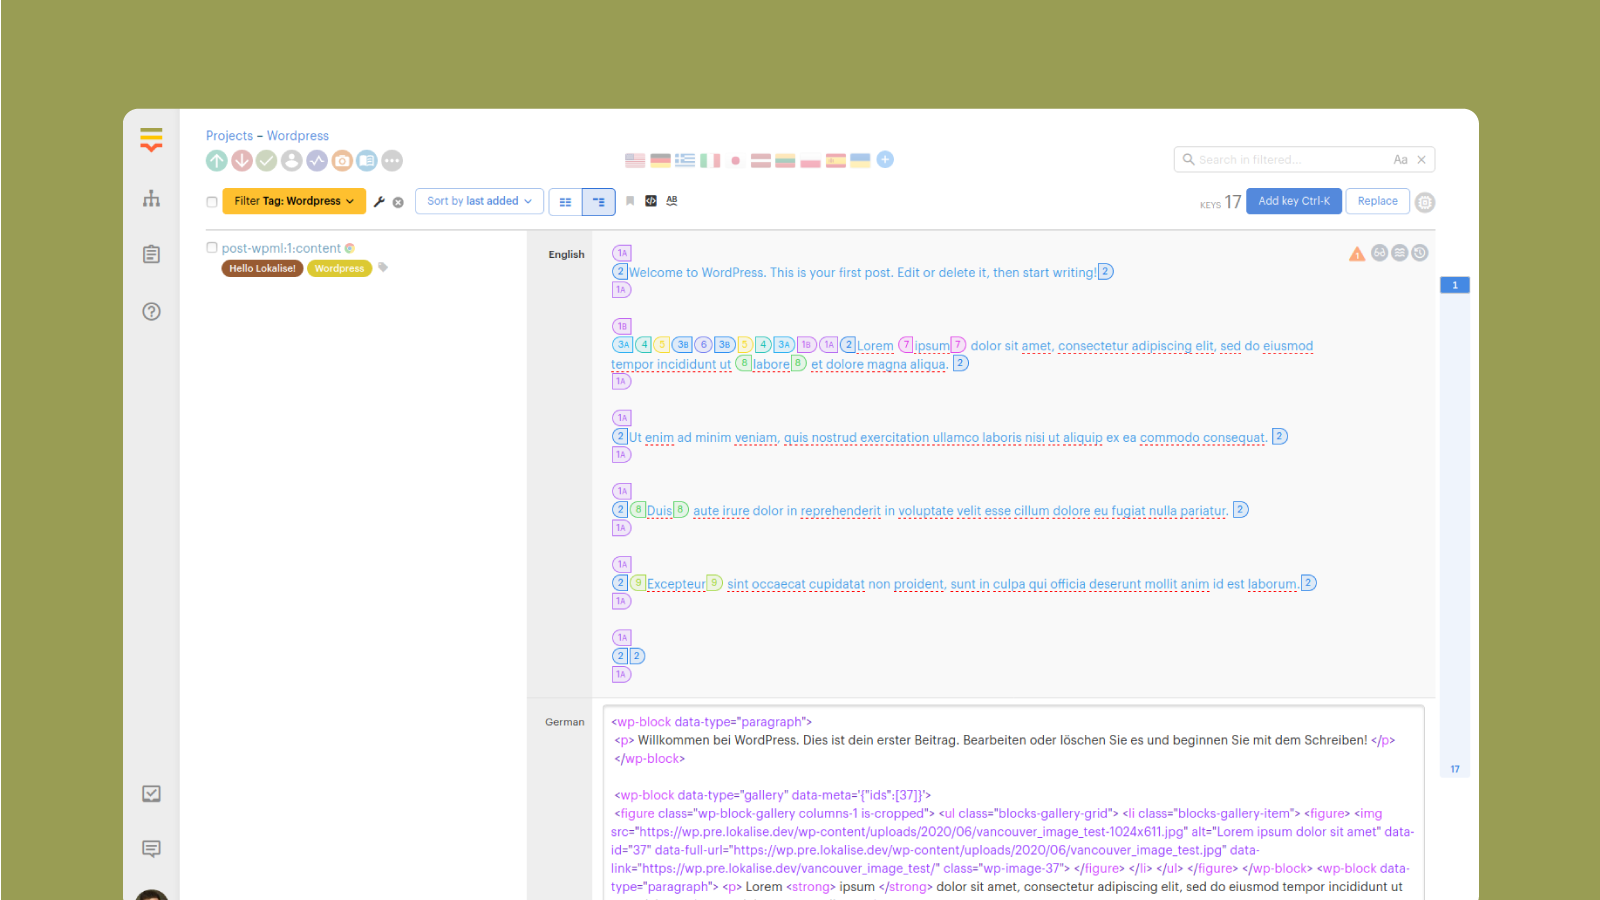 Projects – Wordpress
Search in filtered... Aa
Filter Tag: Wordpress
Sort by last added
AB
KEYS 17
Add key Ctrl-K
Replace
post-wpml:1:content
Hello Lokalise! Wordpress
English
1A
2 Welcome to WordPress. This is your first post. Edit or delete it, then start writing! 2
1A
1B
3A 4 5 3B 6 3B 5 4 3A 1B 1A 2 Lorem 7 ipsum 7 dolor sit amet, consectetur adipiscing elit, sed do eiusmod
tempor incididunt ut 8 labore 8 et dolore magna aliqua. 2
1A
1A
2 Ut enim ad minim veniam, quis nostrud exercitation ullamco laboris nisi ut aliquip ex ea commodo consequat. 2
1A
1A
2 8 Duis 8 aute irure dolor in reprehenderit in voluptate velit esse cillum dolore eu fugiat nulla pariatur. 2
1A
1A
2 9 Excepteur 9 sint occaecat cupidatat non proident, sunt in culpa qui officia deserunt mollit anim id est laborum. 2
1A
1A
2 2
1A
1
17
German
<wp-block data-type="paragraph">
<p> Willkommen bei WordPress. Dies ist dein erster Beitrag. Bearbeiten oder löschen Sie es und beginnen Sie mit dem Schreiben! </p>
</wp-block>
<wp-block data-type="gallery" data-meta='{"ids":[37]}'>
<figure class="wp-block-gallery columns-1 is-cropped"> <ul class="blocks-gallery-grid"> <li class="blocks-gallery-item"> <figure> <img
src="https://wp.pre.lokalise.dev/wp-content/uploads/2020/06/vancouver_image_test-1024x611.jpg" alt="Lorem ipsum dolor sit amet" data-
id="37" data-full-url="https://wp.pre.lokalise.dev/wp-content/uploads/2020/06/vancouver_image_test.jpg" data-
link="https://wp.pre.lokalise.dev/vancouver_image_test/" class="wp-image-37"> </figure> </li> </ul> </figure> </wp-block> <wp-block data-
type="paragraph"> <p> Lorem <strong> ipsum </strong> dolor sit amet, consectetur adipiscing elit, sed do eiusmod tempor incididunt ut